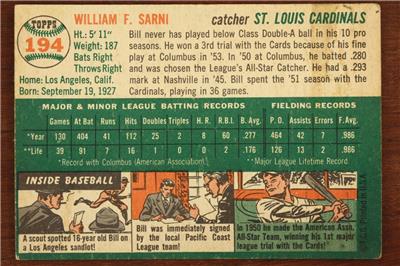 TOPPS
194
WILLIAM F. SARNI
catcher ST. LOUIS CARDINALS
Ht.: 5' 11"
Weight: 187
Bats Right
Throws Right
Home: Los Angeles, Calif.
Born: September 19, 1927
Bill never has played below Class Double-A ball in his 10 pro
seasons. He won a 3rd trial with the Cards because of his fine
play at Columbus in '53. In '50 at Columbus, he batted .280
and was chosen the League's All-Star Catcher. He had a .293
mark at Nashville in '45. Bill spent the '51 season with the
Cardinals, playing in 36 games.
MAJOR & MINOR LEAGUE BATTING RECORDS
Games At Bat Runs Hits Doubles Triples H.R. R.B.I. B. Avg.
*Year 130 404 41 112 25 2 8 60 .277
**Life 39 91 7 16 1 0 0 2 .176
*Record with Columbus (American Association).
FIELDING RECORDS
P.O. Assists Errors F. Avg.
464 42 7 .986
126 13 2 .986
**Major League Lifetime Record
INSIDE BASEBALL
A scout spotted 16-year old Bill on
a Los Angeles sandlot!
Bill was immediately
signed by the local
Pacific Coast
League team!
In 1950 he made the American Assn.
All-Star Team, winning his 1st major
league trial with the Cards!